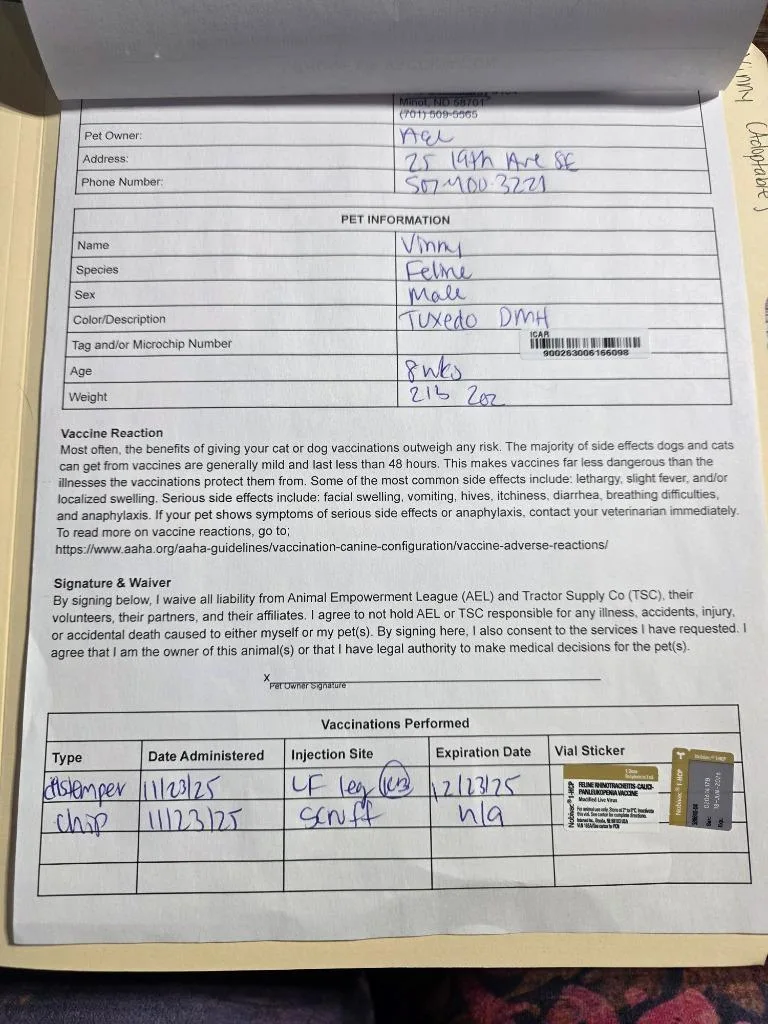 Minot, ND 58701
(701) 509-5565
Pet Owner: AEL
Address: 25 19th Ave SE
Phone Number: 507-400-3221
PET INFORMATION
Name Vinny
Species Feline
Sex Male
Color/Description Tuxedo DMH
ICAR
Tag and/or Microchip Number 900263006166098
Age 8wks
Weight 2lb 2oz
Vaccine Reaction
Most often, the benefits of giving your cat or dog vaccinations outweigh any risk. The majority of side effects dogs and cats
can get from vaccines are generally mild and last less than 48 hours. This makes vaccines far less dangerous than the
illnesses the vaccinations protect them from. Some of the most common side effects include: lethargy, slight fever, and/or
localized swelling. Serious side effects include: facial swelling, vomiting, hives, itchiness, diarrhea, breathing difficulties,
and anaphylaxis. If your pet shows symptoms of serious side effects or anaphylaxis, contact your veterinarian immediately.
To read more on vaccine reactions, go to;
https://www.aaha.org/aaha-guidelines/vaccination-canine-configuration/vaccine-adverse-reactions/
Signature & Waiver
By signing below, I waive all liability from Animal Empowerment League (AEL) and Tractor Supply Co (TSC), their
volunteers, their partners, and their affiliates. I agree to not hold AEL or TSC responsible for any illness, accidents, injury,
or accidental death caused to either myself or my pet(s). By signing here, I also consent to the services I have requested. I
agree that I am the owner of this animal(s) or that I have legal authority to make medical decisions for the pet(s).
X
Pet Owner Signature
Vaccinations Performed
Type Date Administered Injection Site Expiration Date Vial Sticker
distemper 11/23/25 LF leg 12/23/25
chip 11/23/25 scruff n/a
Nobivac® 1-HCP
FELINE RHINOTRACHEITIS-CALICI-
PANLEUKOPENIA VACCINE
Modified Live Virus
Nobivac® 1-HCP
Vinny (Adoptable)